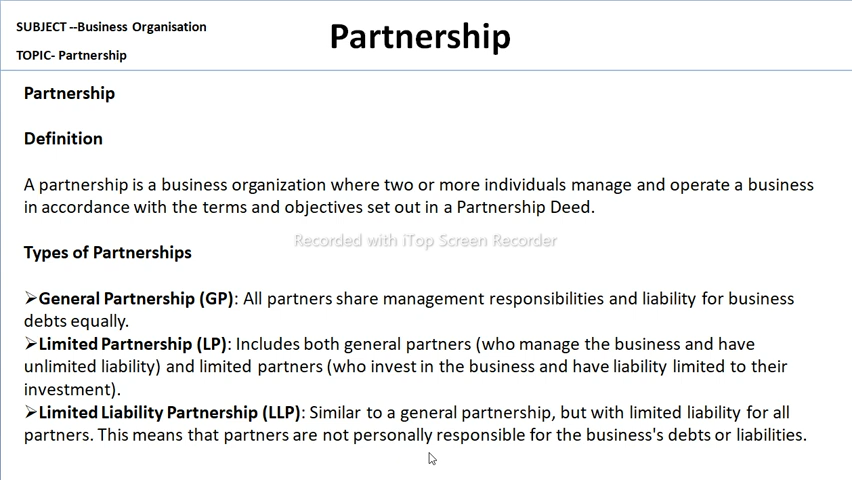 SUBJECT --Business Organisation
Partnership
TOPIC- Partnership
Partnership
Definition
A partnership is a business organization where two or more individuals manage and operate a business
in accordance with the terms and objectives set out in a Partnership Deed.
Recorded with iTop Screen Recorder
Types of Partnerships
➢General Partnership (GP): All partners share management responsibilities and liability for business
debts equally.
➢Limited Partnership (LP): Includes both general partners (who manage the business and have
unlimited liability) and limited partners (who invest in the business and have liability limited to their
investment).
➢Limited Liability Partnership (LLP): Similar to a general partnership, but with limited liability for all
partners. This means that partners are not personally responsible for the business's debts or liabilities.